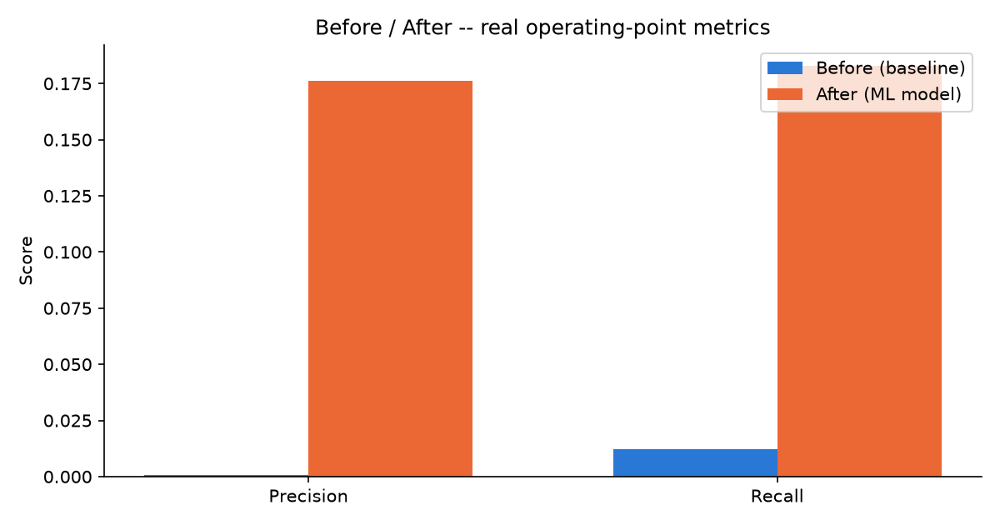 Before / After -- real operating-point metrics
Before (baseline)
After (ML model)
0.175
0.150
0.125
0.100
0.075
0.050
0.025
0.000
Score
Precision
Recall